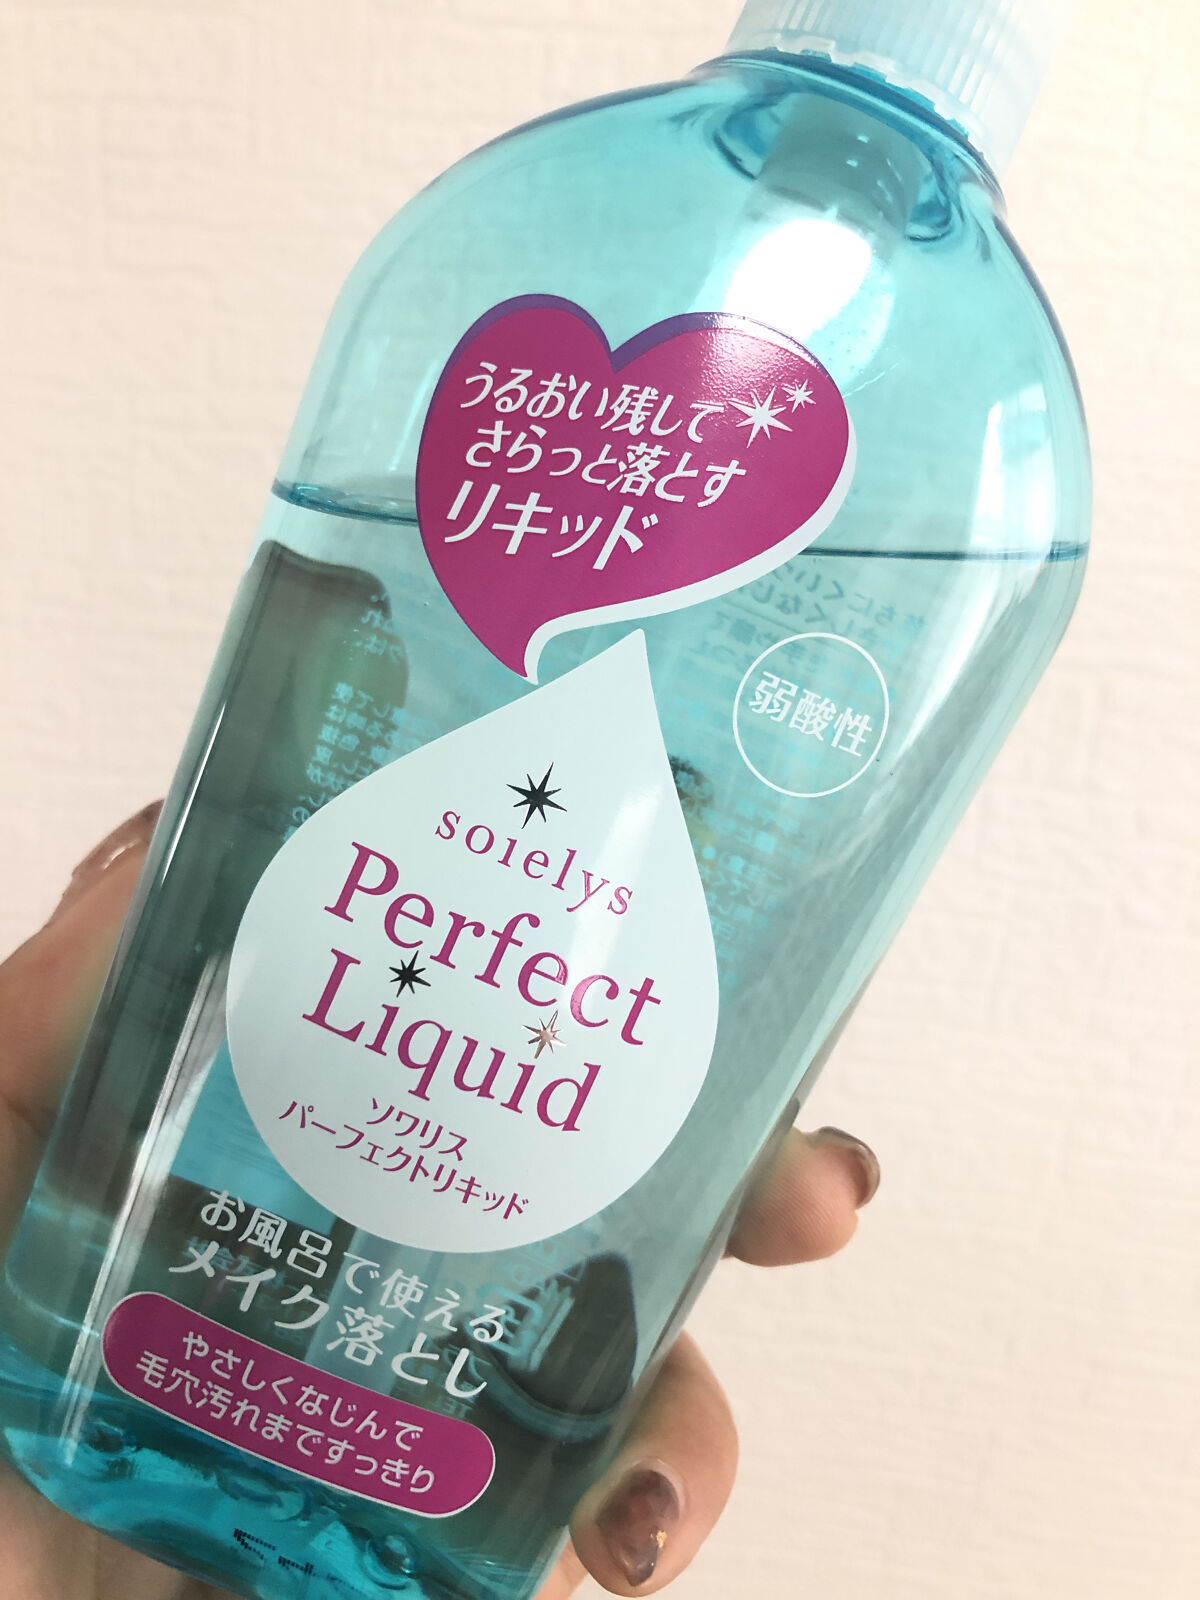 うるおい残して
さらっと落とす
リキッド
弱酸性
soielys
Perfect
Liquid
ソワリス
パーフェクトリキッド
お風呂で使える
メイク落とし
やさしくなじんで
毛穴汚れまですっきり